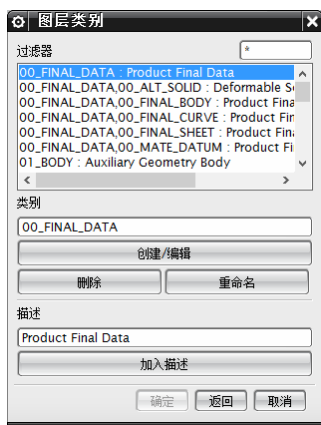 图层类别
过滤器
*
00_FINAL_DATA : Product Final Data
00_FINAL_DATA,00_ALT_SOLID : Deformable S
00_FINAL_DATA,00_FINAL_BODY : Product Fina
00_FINAL_DATA,00_FINAL_CURVE : Product Fin
00_FINAL_DATA,00_FINAL_SHEET : Product Fin
00_FINAL_DATA,00_MATE_DATUM : Product Fi
01_BODY : Auxiliary Geometry Body
类别
00_FINAL_DATA
创建/编辑
删除 重命名
描述
Product Final Data
加入描述
确定 返回 取消